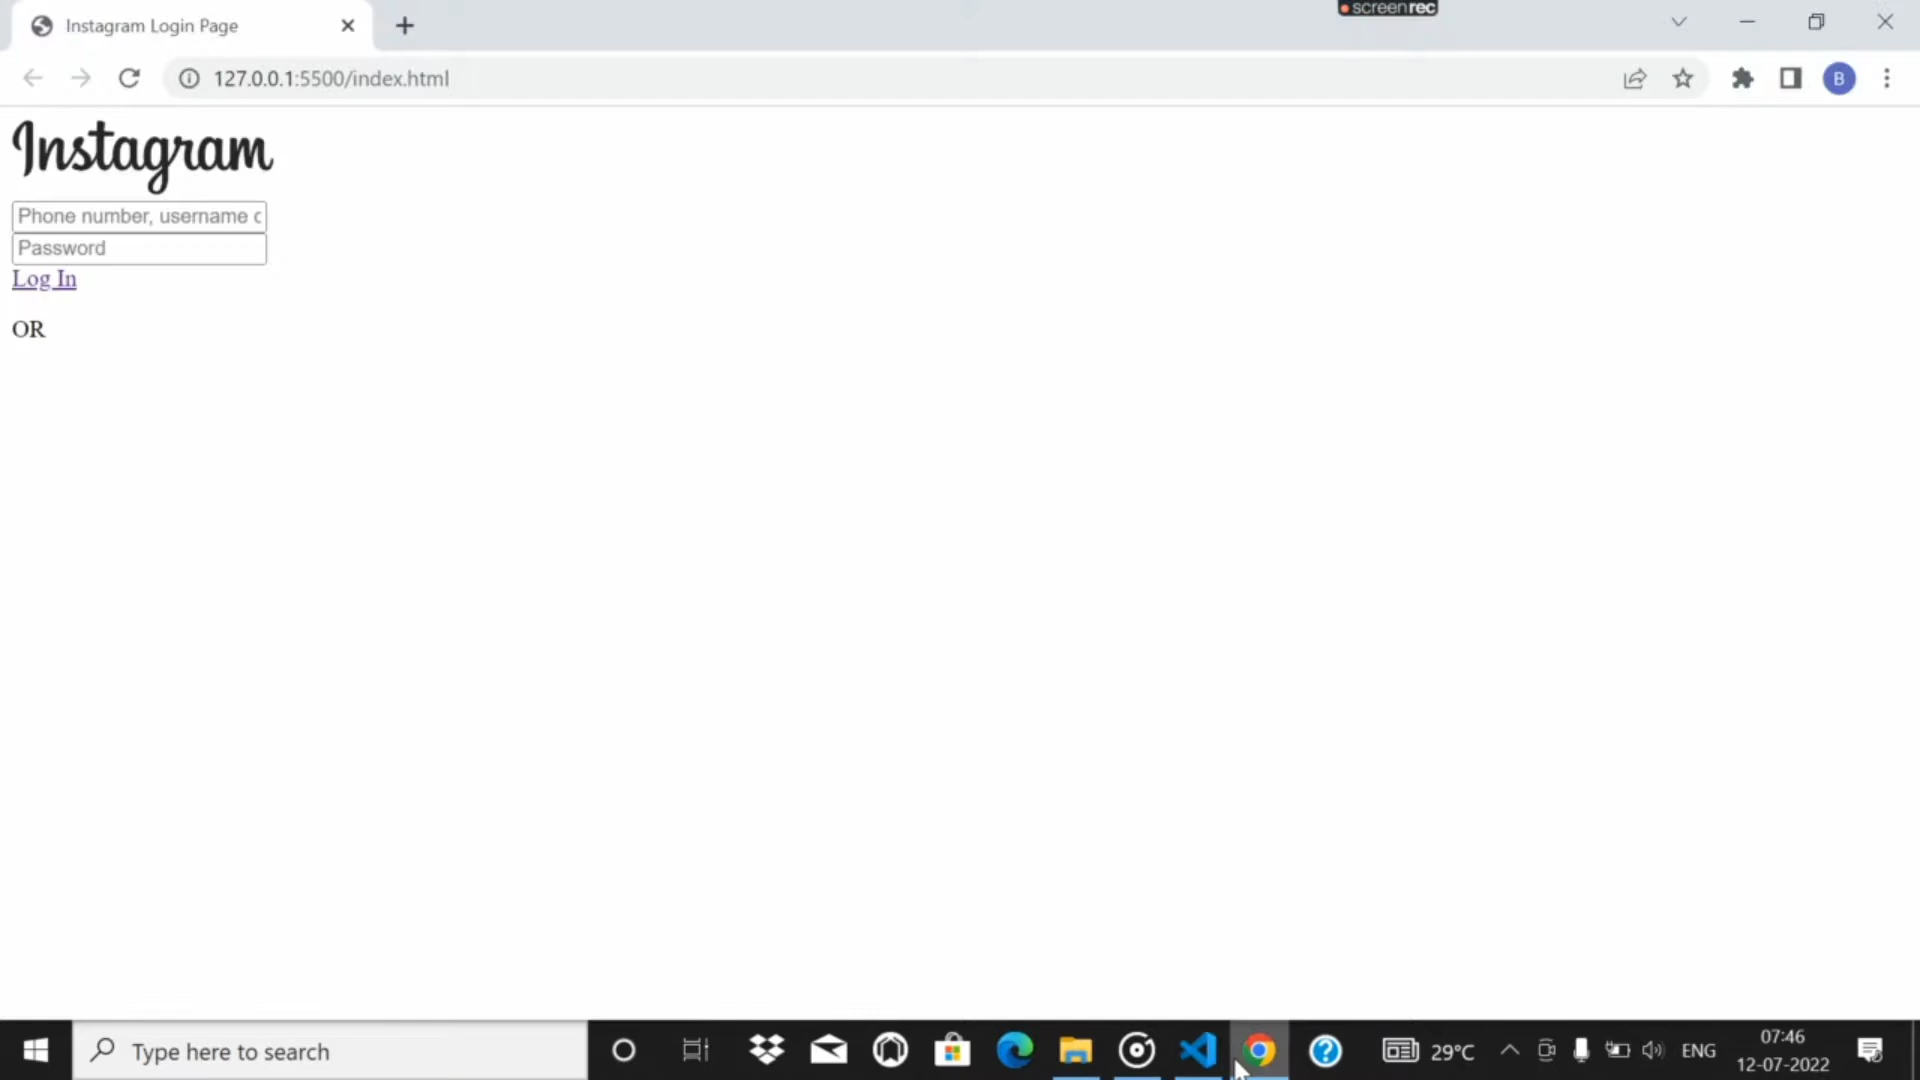 Instagram Login Page
screenrec
127.0.0.1:5500/index.html
B
Instagram
Phone number, username
Password
Log In
OR
Type here to search
29°C
ENG
07:46
12-07-2022